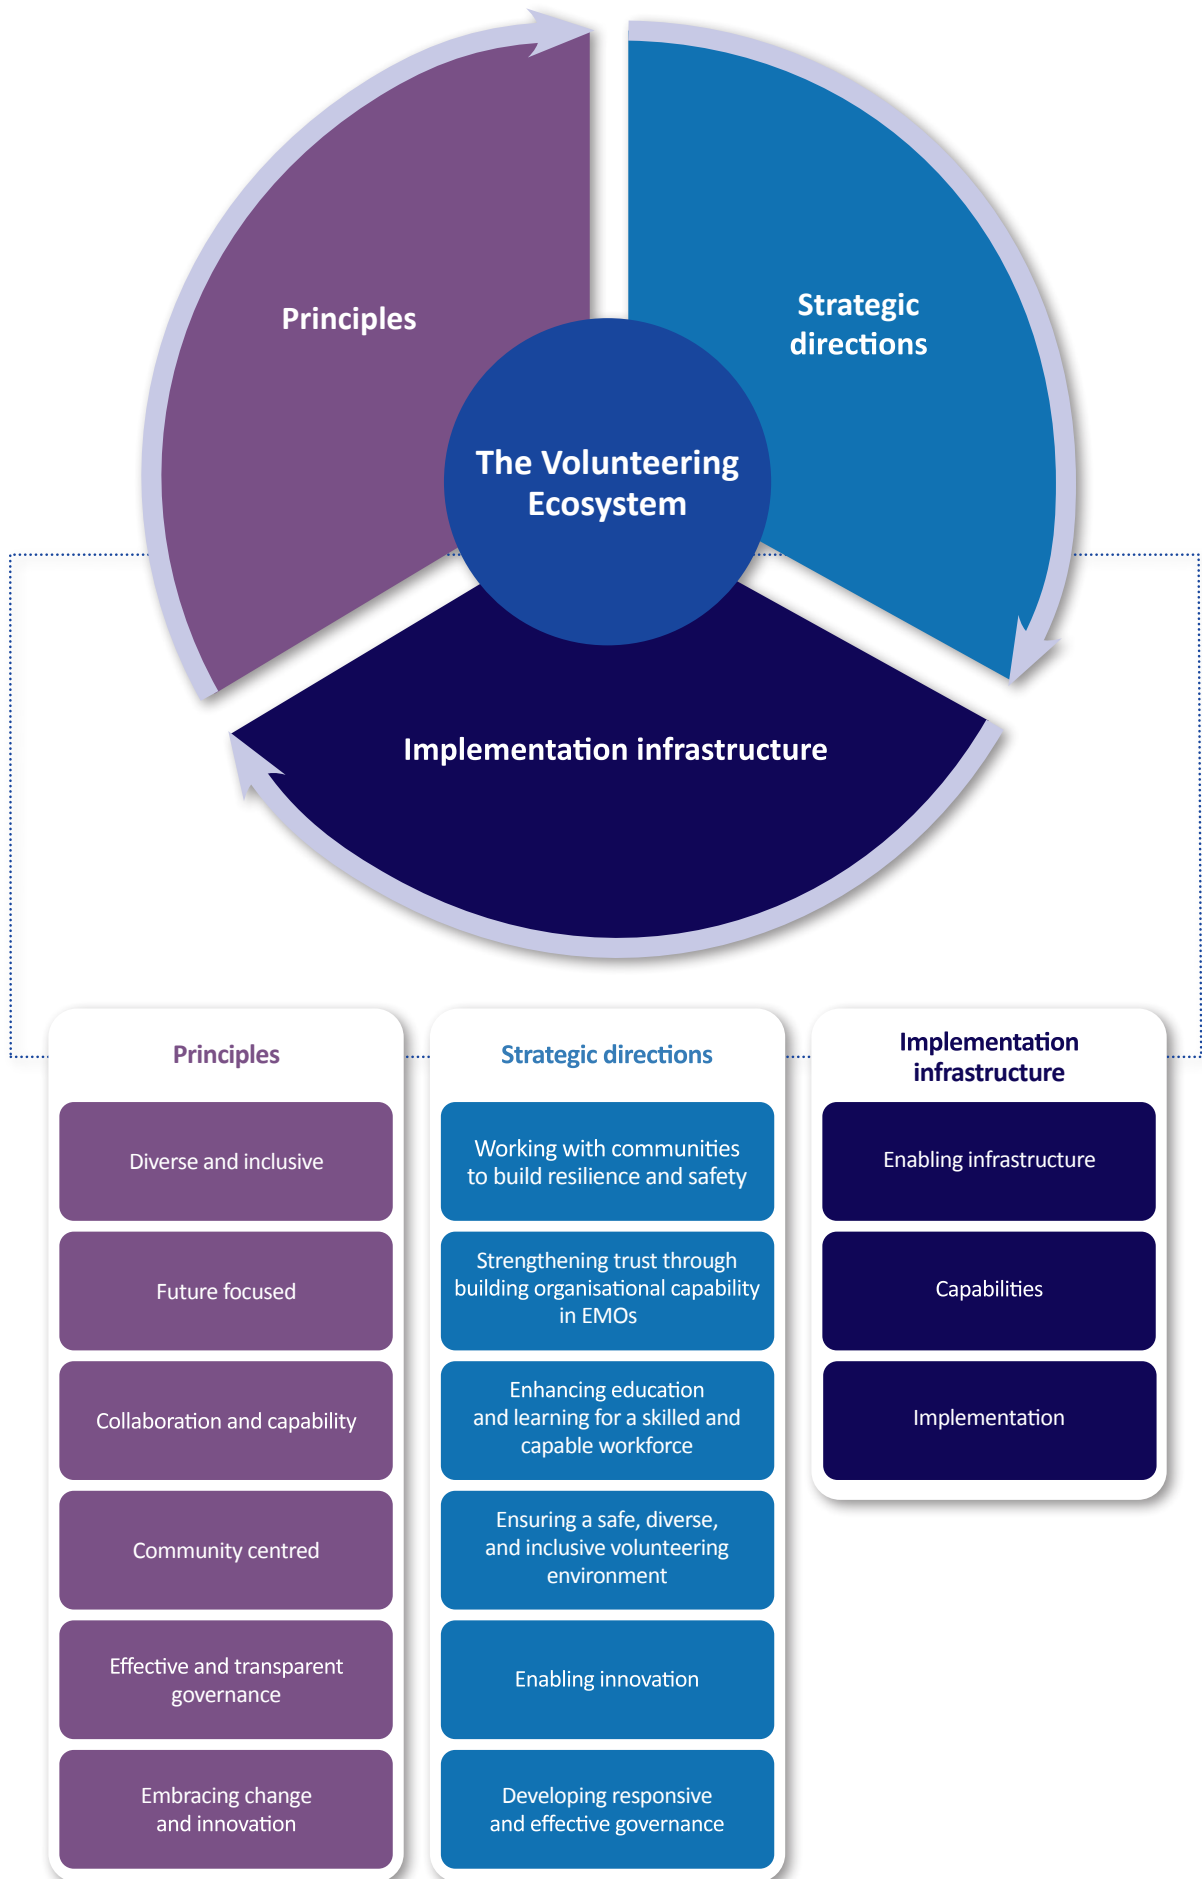 Principles
Strategic
directions
The Volunteering
Ecosystem
Implementation infrastructure
Principles
Diverse and inclusive
Future focused
Collaboration and capability
Community centred
Effective and transparent
governance
Embracing change
and innovation
Strategic directions
Working with communities
to build resilience and safety
Strengthening trust through
building organisational capability
in EMOs
Enhancing education
and learning for a skilled and
capable workforce
Ensuring a safe, diverse,
and inclusive volunteering
environment
Enabling innovation
Developing responsive
and effective governance
Implementation
infrastructure
Enabling infrastructure
Capabilities
Implementation